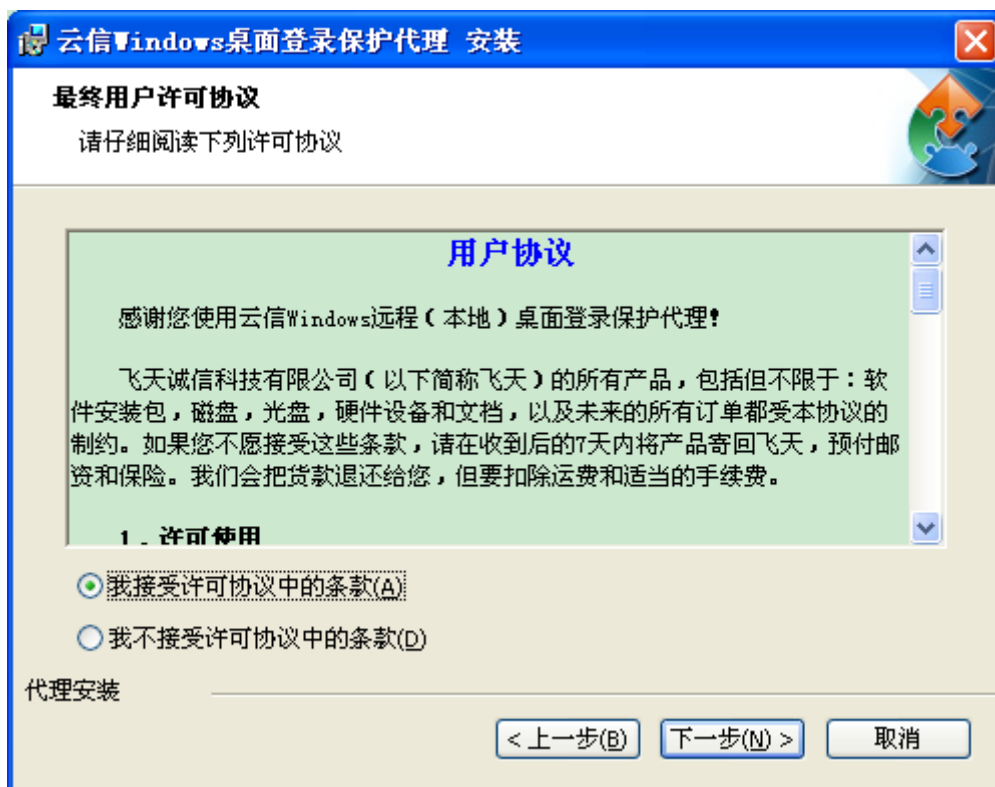 云信Windows桌面登录保护代理 安装
最终用户许可协议
请仔细阅读下列许可协议
用户协议
感谢您使用云信Windows远程（本地）桌面登录保护代理！
飞天诚信科技有限公司（以下简称飞天）的所有产品，包括但不限于：软
件安装包，磁盘，光盘，硬件设备和文档，以及未来的所有订单都受本协议的
制约。如果您不愿接受这些条款，请在收到后的7天内将产品寄回飞天，预付邮
资和保险。我们会把货款退还给您，但要扣除运费和适当的手续费。
1．许可使用
我接受许可协议中的条款(A)
我不接受许可协议中的条款(D)
代理安装
< 上一步(B)
下一步(N) >
取消